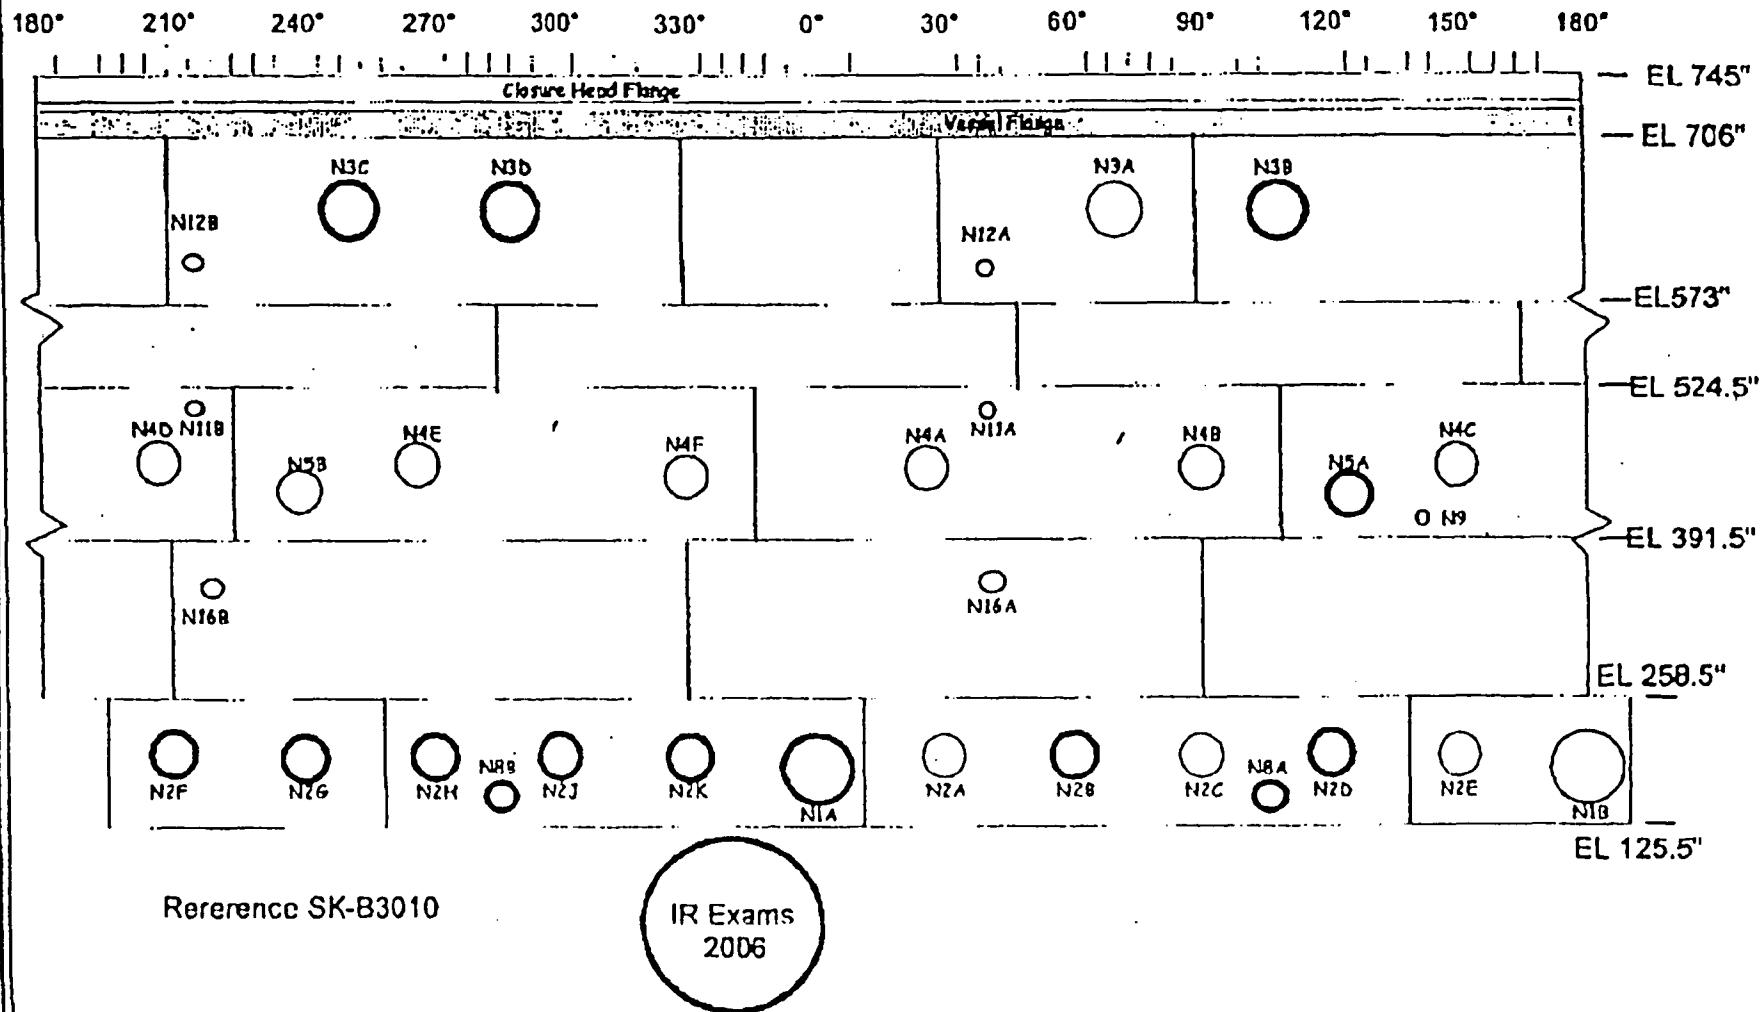 180° 210° 240° 270° 300° 330° 0° 30° 60° 90° 120° 150° 180°
EL 745"
Closure Head Flange
Vessel Flange
EL 706"
N3C N3D N3A N3B
N12B N12A
EL573"
EL 524.5"
N4D N11B N4E N4F N4A N11A N4B N4C
N5B N5A
N9
EL 391.5"
N16B N16A
EL 258.5"
N8B N8A
N2F N2G N2H N2J N2K N2A N2B N2C N2D N2E
N1A N1B
EL 125.5"
Rererencc SK-B3010
IR Exams
2006